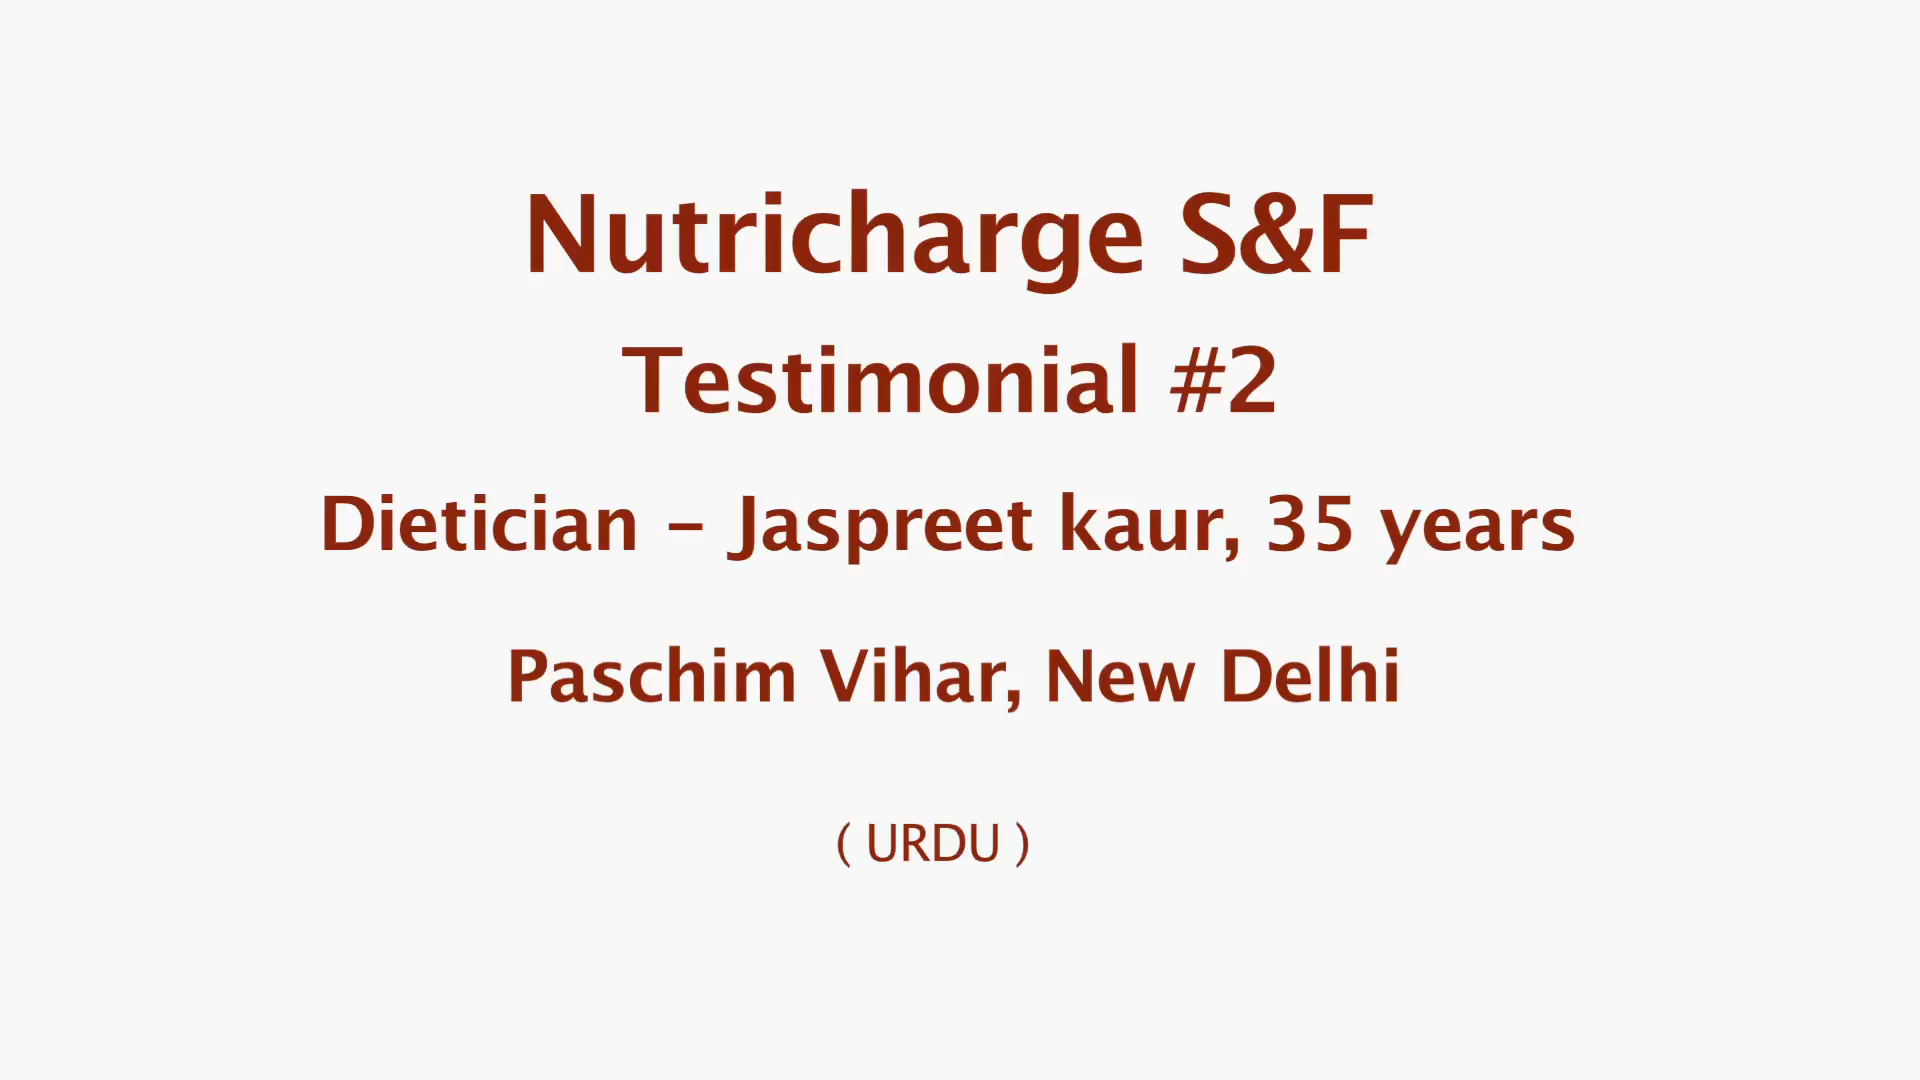 Nutricharge S&F
Testimonial #2
Dietician - Jaspreet kaur, 35 years
Paschim Vihar, New Delhi
( URDU )